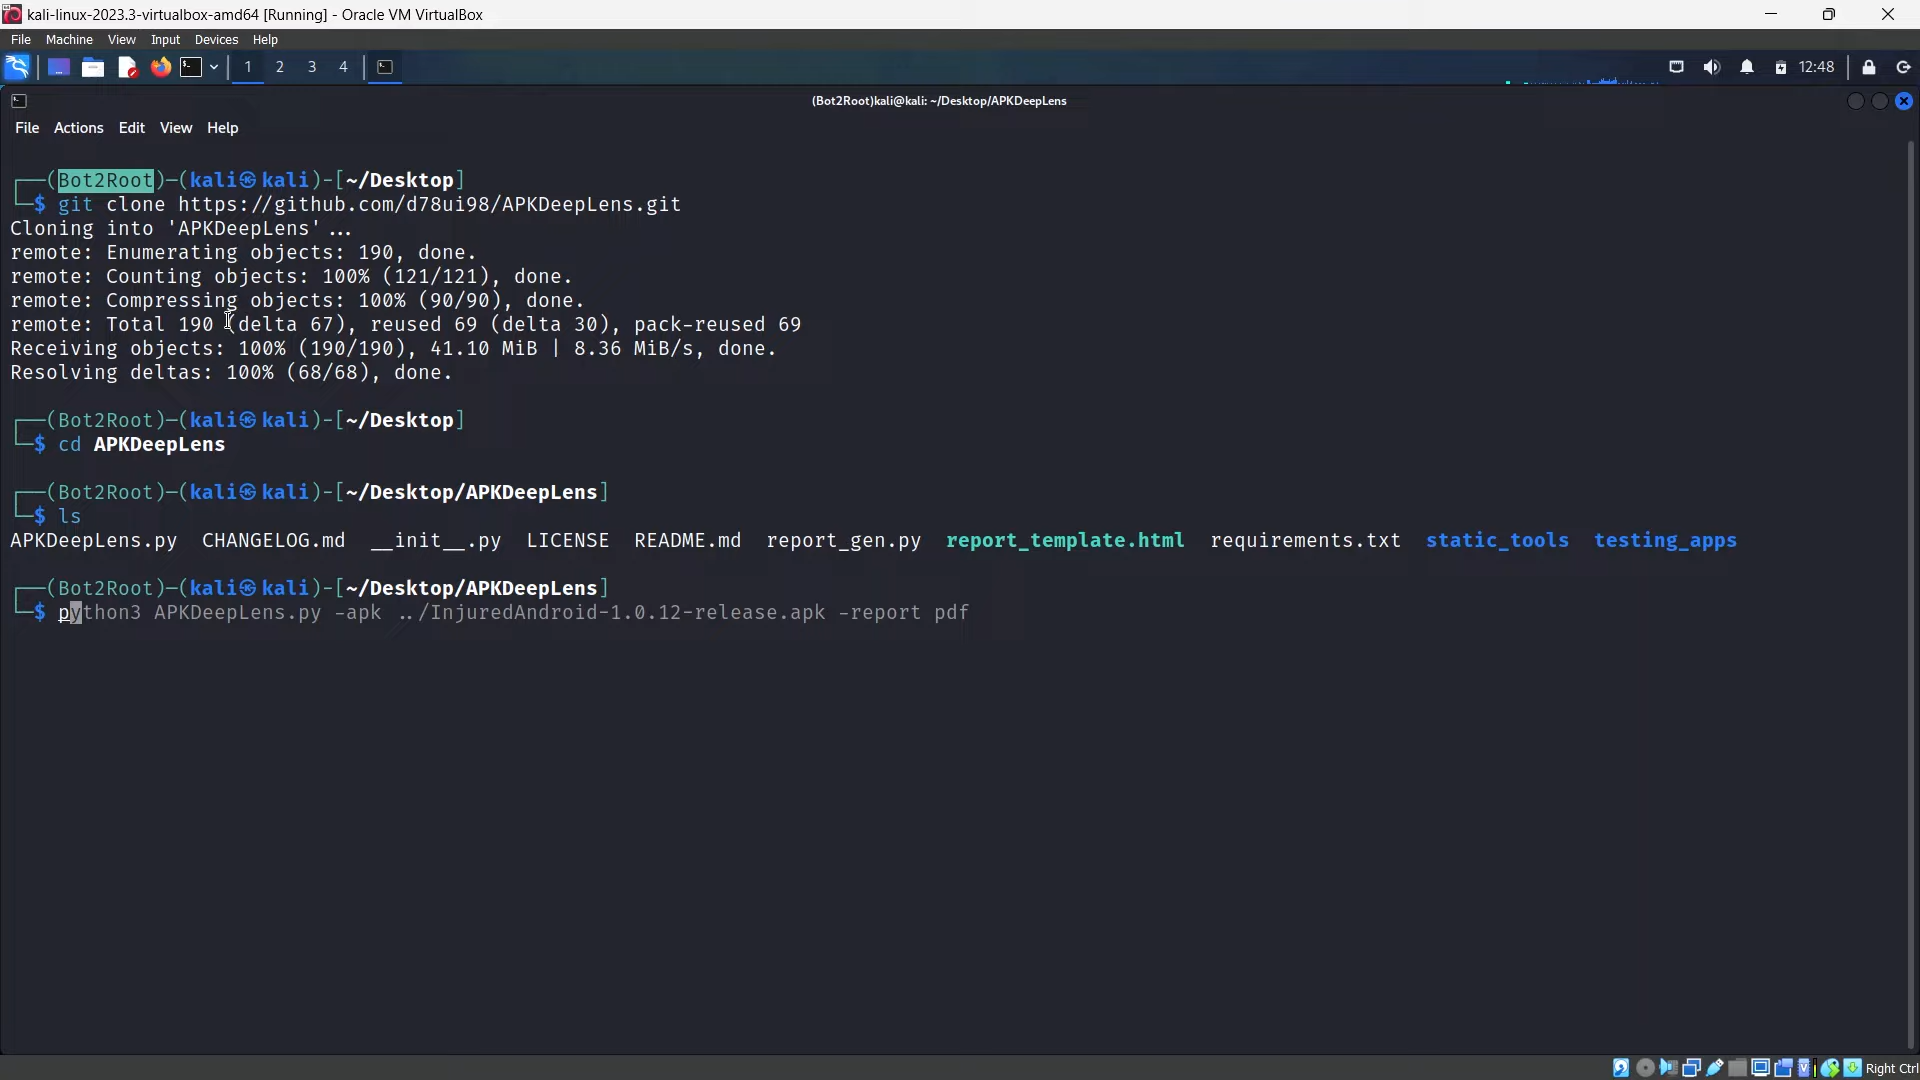 kali-linux-2023.3-virtualbox-amd64 [Running] - Oracle VM VirtualBox
File Machine View Input Devices Help
1 2 3 4 12:48
(Bot2Root)kali@kali: ~/Desktop/APKDeepLens
File Actions Edit View Help
┌──(Bot2Root)─(kali㉿kali)-[~/Desktop]
└─$ git clone https://github.com/d78ui98/APKDeepLens.git
Cloning into 'APKDeepLens'...
remote: Enumerating objects: 190, done.
remote: Counting objects: 100% (121/121), done.
remote: Compressing objects: 100% (90/90), done.
remote: Total 190 (delta 67), reused 69 (delta 30), pack-reused 69
Receiving objects: 100% (190/190), 41.10 MiB | 8.36 MiB/s, done.
Resolving deltas: 100% (68/68), done.
┌──(Bot2Root)─(kali㉿kali)-[~/Desktop]
└─$ cd APKDeepLens
┌──(Bot2Root)─(kali㉿kali)-[~/Desktop/APKDeepLens]
└─$ ls
APKDeepLens.py CHANGELOG.md __init__.py LICENSE README.md report_gen.py report_template.html requirements.txt static_tools testing_apps
┌──(Bot2Root)─(kali㉿kali)-[~/Desktop/APKDeepLens]
└─$ python3 APKDeepLens.py -apk ../InjuredAndroid-1.0.12-release.apk -report pdf
Right Ctrl